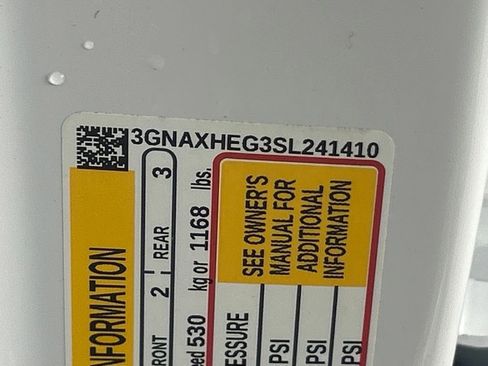 3GNAXHEG3SL241410
NFORMATION
FRONT 2 REAR 3
eed 530 kg or 1168 lbs.
SEE OWNER'S
MANUAL FOR
ADDITIONAL
INFORMATION
ESSURE
PSI
PSI
PSI